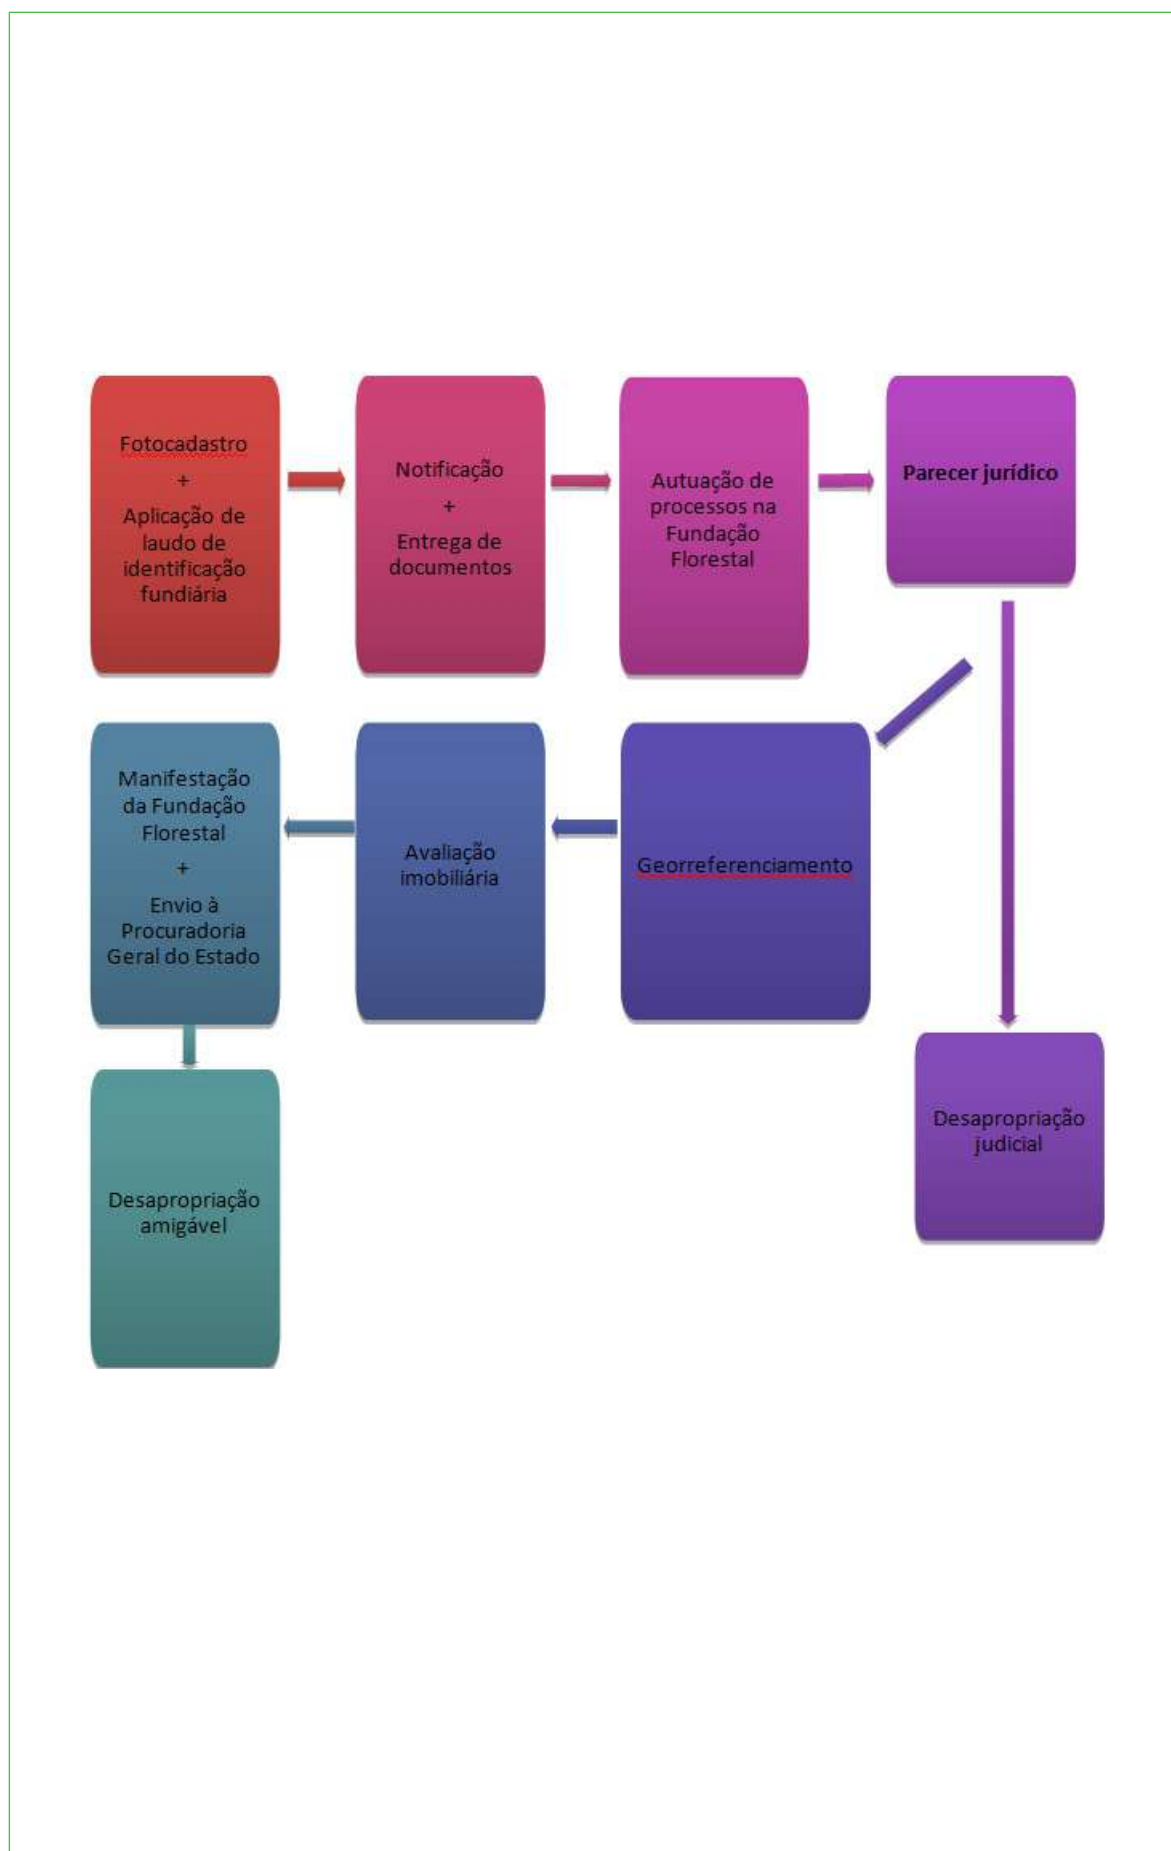 Fotocadastro
+
Aplicação de
laudo de
identificação
fundiária
Notificação
+
Entrega de
documentos
Autuação de
processos na
Fundação
Florestal
Parecer jurídico
Georreferenciamento
Avaliação
imobiliária
Manifestação
da Fundação
Florestal
+
Envio à
Procuradoria
Geral do Estado
Desapropriação
amigável
Desapropriação
judicial